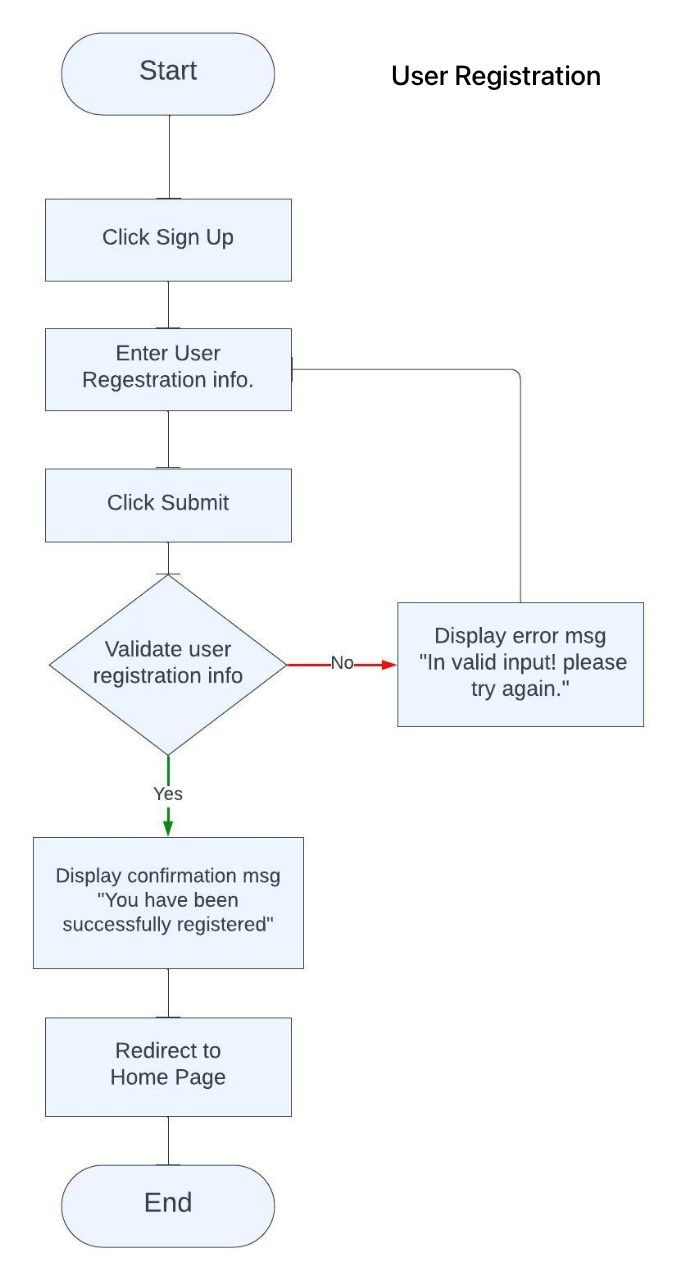 Start
User Registration
Click Sign Up
Enter User
Regestration info.
Click Submit
Validate user
registration info
No
Display error msg
"In valid input! please
try again."
Yes
Display confirmation msg
"You have been
successfully registered"
Redirect to
Home Page
End